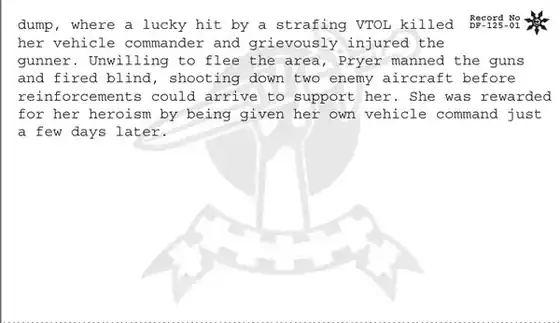 Record No
DF-125-01
dump, where a lucky hit by a strafing VTOL killed
her vehicle commander and grievously injured the
gunner. Unwilling to flee the area, Pryer manned the guns
and fired blind, shooting down two enemy aircraft before
reinforcements could arrive to support her. She was rewarded
for her heroism by being given her own vehicle command just
a few days later.